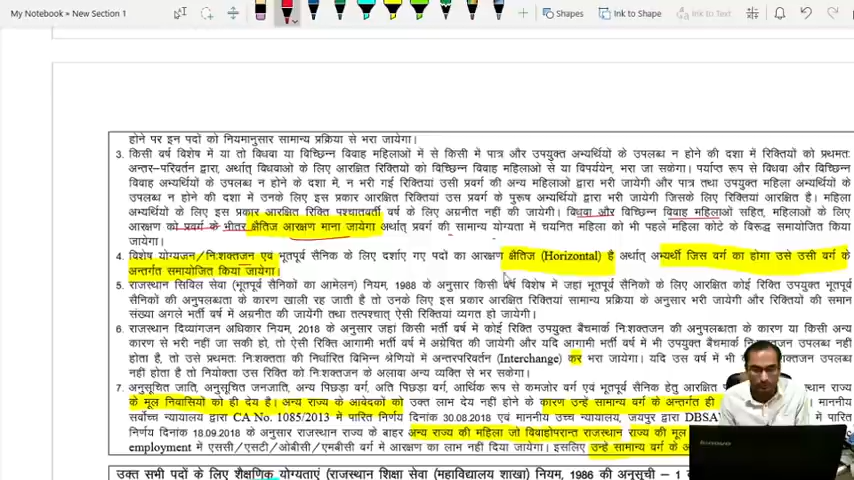 My Notebook » New Section 1
Shapes
Ink to Shape
Ink to Text
होने पर इन पदों को नियमानुसार सामान्य प्रक्रिया से भरा जायेगा।
3. किसी वर्ष विशेष में या तो विधवा या विच्छिन्न विवाह महिलाओं में से किसी में पात्र और उपयुक्त अभ्यर्थियों के उपलब्ध न होने की दशा में रिक्तियों को प्रथमतः
अन्तर-परिवर्तन द्वारा, अर्थात् विधवाओं के लिए आरक्षित रिक्तियों को विच्छिन्न विवाह महिलाओं से या विपर्ययेन, भरा जा सकेगा। पर्याप्त रूप से विधवा और विच्छिन्न
विवाह अभ्यर्थियों के उपलब्ध न होने के दशा में, न भरी गई रिक्तियां उसी प्रवर्ग की अन्य महिलाओं द्वारा भरी जायेगी और पात्र तथा उपयुक्त महिला अभ्यर्थियों के
उपलब्ध न होने की दशा में उनके लिए इस प्रकार आरक्षित रिक्तियां उस प्रवर्ग के पुरूष अभ्यर्थियों द्वारा भरी जायेगी जिसके लिए रिक्तियां आरक्षित है। महिला
अभ्यर्थियों के लिए इस प्रकार आरक्षित रिक्ति पश्चातवर्ती वर्ष के लिए अग्रनीत नहीं की जायेगी। विधवा और विच्छिन्न विवाह महिलाओं सहित, महिलाओं के लिए
आरक्षण को प्रवर्ग के भीतर क्षैतिज आरक्षण माना जायेगा अर्थात् प्रवर्ग की सामान्य योग्यता में चयनित महिला को भी पहले महिला कोटे के विरूद्ध समायोजित किया
जायेगा।
4. विशेष योग्यजन/निःशक्तजन एवं भूतपूर्व सैनिक के लिए दर्शाए गए पदों का आरक्षण क्षैतिज (Horizontal) है अर्थात् अभ्यर्थी जिस वर्ग का होगा उसे उसी वर्ग के
अन्तर्गत समायोजित किया जायेगा।
5. राजस्थान सिविल सेवा (भूतपूर्व सैनिकों का आमेलन) नियम, 1988 के अनुसार किसी वर्ष विशेष में जहां भूतपूर्व सैनिकों के लिए आरक्षित कोई रिक्ति उपयुक्त भूतपूर्व
सैनिकों की अनुपलब्धता के कारण खाली रह जाती है तो उनके लिए इस प्रकार आरक्षित रिक्तियां सामान्य प्रक्रिया के अनुसार भरी जायेगी और रिक्तियों की समान
संख्या अगले भर्ती वर्ष में अग्रनीत की जायेगी तथा तत्पश्चात् ऐसी रिक्तियां व्यगत हो जायेगी।
6. राजस्थान दिव्यांगजन अधिकार नियम, 2018 के अनुसार जहां किसी भर्ती वर्ष में कोई रिक्ति उपयुक्त बैंचमार्क निःशक्तजन की अनुपलब्धता के कारण या किसी अन्य
कारण से भरी नहीं जा सकी हो, तो ऐसी रिक्ति आगामी भर्ती वर्ष में अग्रेषित की जायेगी और यदि आगामी भर्ती वर्ष में भी उपयुक्त बैंचमार्क निःशक्तजन उपलब्ध नहीं
होता है, तो उसे प्रथमतः निःशक्तता की निर्धारित विभिन्न श्रेणियों में अन्तरपरिवर्तन (Interchange) कर भरा जायेगा। यदि उस वर्ष में भी शक्तजन उपलब्ध
नहीं होता है तो नियोक्ता उस रिक्ति को निःशक्तजन के अलावा अन्य व्यक्ति से भर सकेगा।
7. अनुसूचित जाति, अनुसूचित जनजाति, अन्य पिछड़ा वर्ग, अति पिछड़ा वर्ग, आर्थिक रूप से कमजोर वर्ग एवं भूतपूर्व सैनिक हेतु आरक्षित स्थान राज्य
के मूल निवासियों को ही देय है। अन्य राज्य के आवेदकों को उक्त लाभ देय नहीं होने के कारण उन्हे सामान्य वर्ग के अन्तर्गत ही माननीय
सर्वोच्च न्यायालय द्वारा CA No. 1085/2013 में पारित निर्णय दिनांक 30.08.2018 एवं माननीय उच्च न्यायालय, जयपुर द्वारा DBSA में पारित
निर्णय दिनांक 18.09.2018 के अनुसार राजस्थान राज्य के बाहर अन्य राज्य की महिला जो विवाहोपरान्त राजस्थान राज्य की मूल
employment में एससी/एसटी/ओबीसी/एमबीसी वर्ग में आरक्षण का लाभ नहीं दिया जायेगा। इसलिए उन्हे सामान्य वर्ग के
उक्त सभी पदों के लिए शैक्षणिक योग्यताएं (राजस्थान शिक्षा सेवा (महाविद्यालय शाखा) नियम, 1986 की अनुसूची – 1
lenovo